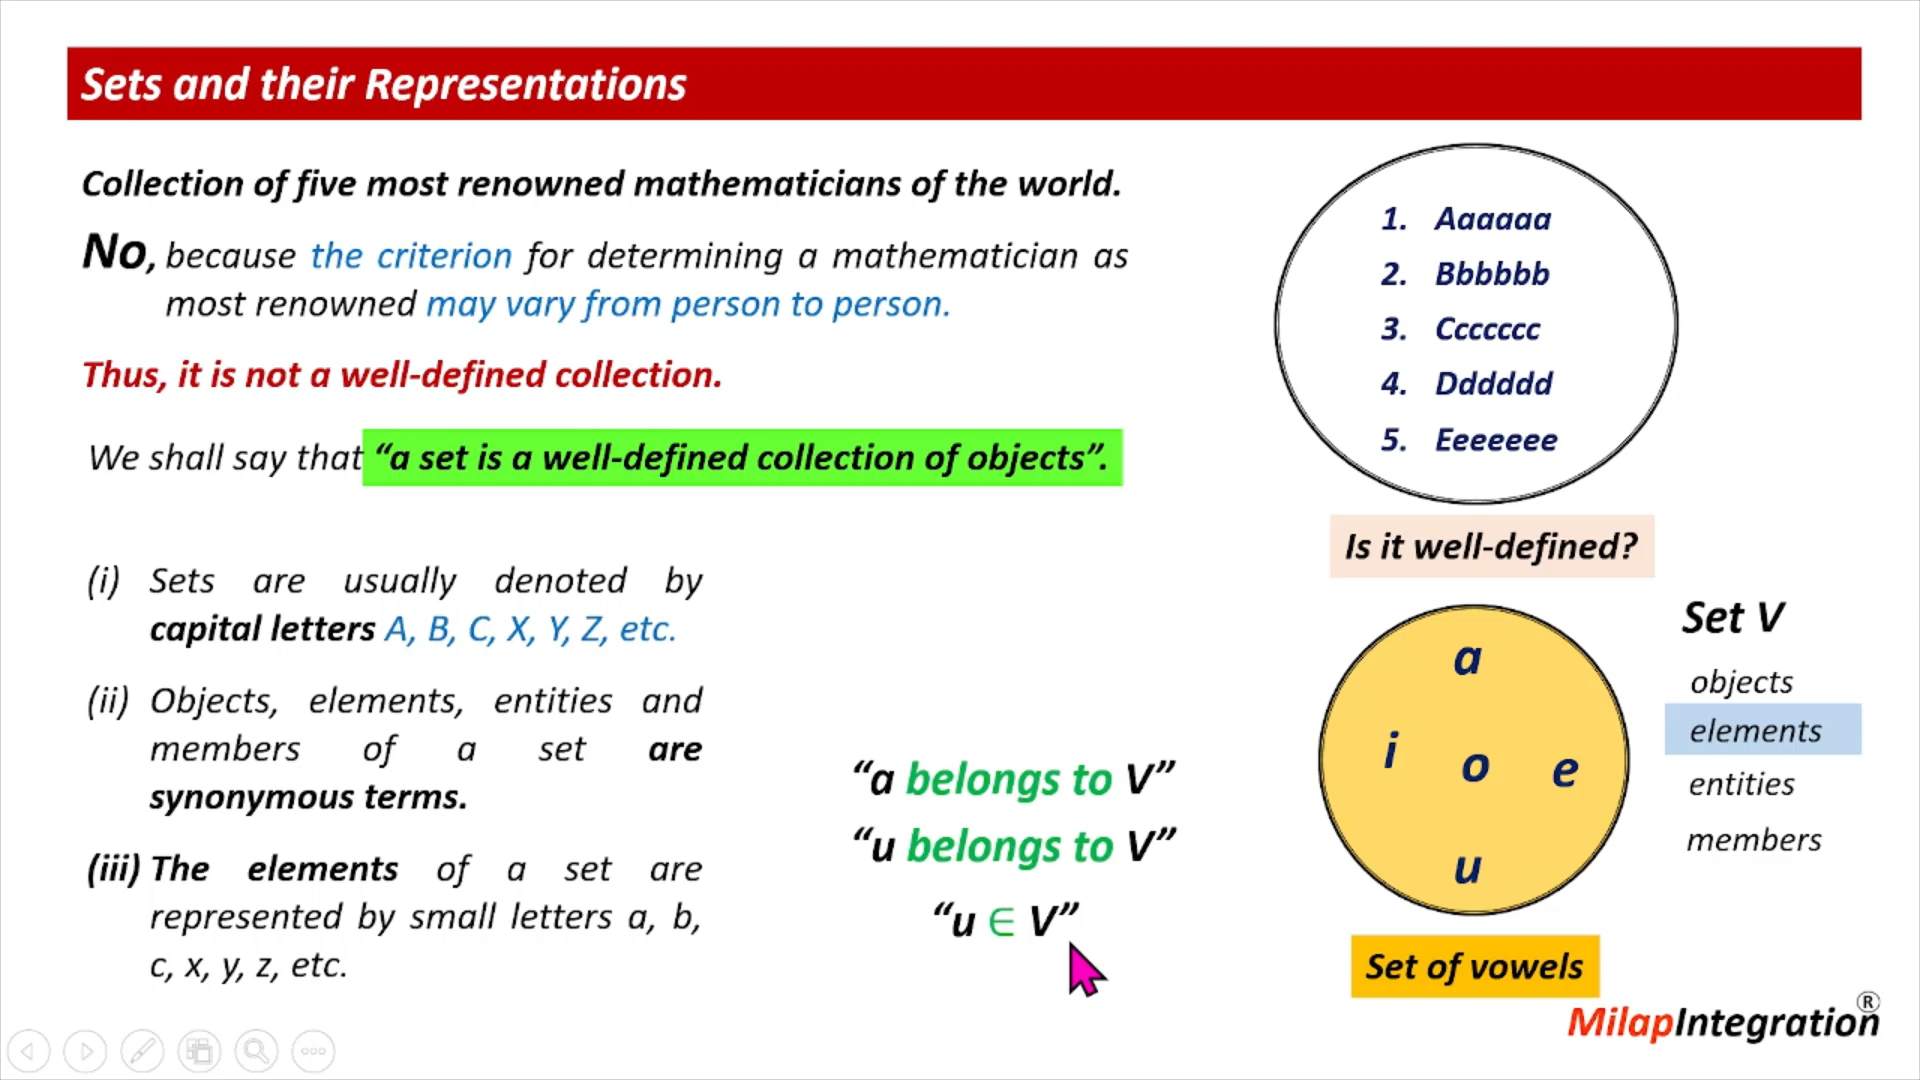 Sets and their Representations
Collection of five most renowned mathematicians of the world.
No, because the criterion for determining a mathematician as
most renowned may vary from person to person.
Thus, it is not a well-defined collection.
We shall say that “a set is a well-defined collection of objects”.
(i) Sets are usually denoted by
capital letters A, B, C, X, Y, Z, etc.
(ii) Objects, elements, entities and
members of a set are
synonymous terms.
(iii) The elements of a set are
represented by small letters a, b,
c, x, y, z, etc.
“a belongs to V”
“u belongs to V”
“u ∈ V”
1. Aaaaaa
2. Bbbbbb
3. Ccccccc
4. Dddddd
5. Eeeeeee
Is it well-defined?
a
i o e
u
Set of vowels
Set V
objects
elements
entities
members
MilapIntegration®